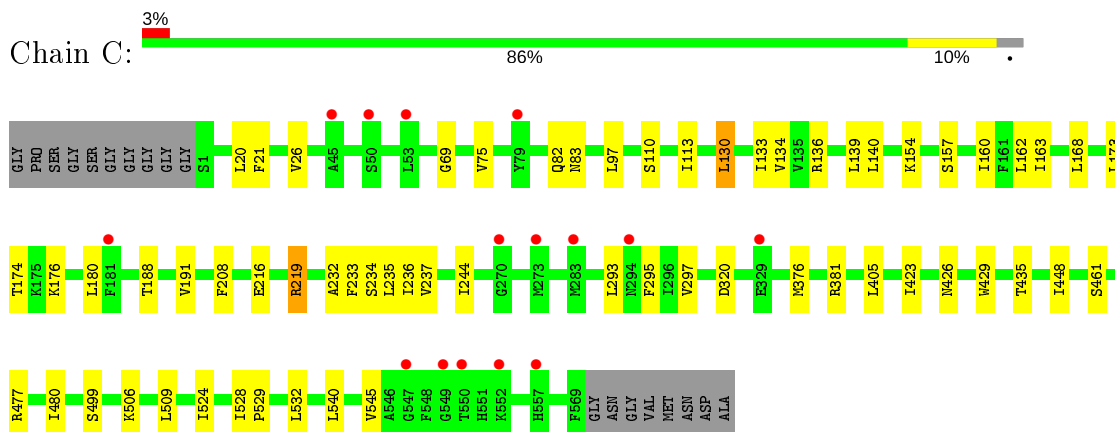 3%
Chain C:
86%
10%
•
GLY PRO SER GLY SER GLY GLY GLY GLY GLY S1 L20 F21 V26 A45 S50 L53 G69 V75 Y79 Q82 N83 L97 S110 I113 L130 I133 V134 V135 R136 L139 L140 K154 S157 I160 F161 L162 I163 L168
T174 K175 K176 L180 F181 T188 V191 F208 E216 R219 A232 F233 S234 L235 I236 V237 I244 G270 M273 M283 L293 N294 F295 I296 V297 D320 E329 M376 R381 L405 I423 N426 W429 T435 I448 S461
R477 I480 S499 K506 L509 I524 I528 P529 L532 L540 V545 A546 G547 F548 G549 T550 H551 K552 H557 F569 GLY ASN GLY VAL MET ASN ASP ALA